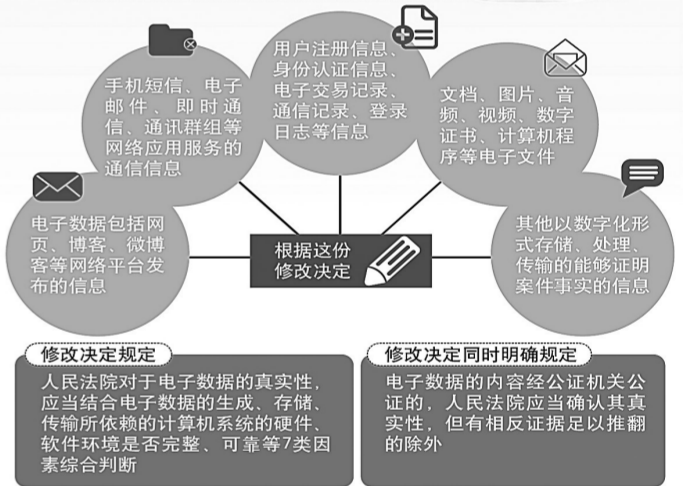 电子数据包括网
页、博客、微博
客等网络平台发
布的信息
手机短信、电子
邮件、即时通
信、通讯群组等
网络应用服务的
通信信息
用户注册信息、
身份认证信息、
电子交易记录、
通信记录、登录
日志等信息
文档、图片、音
频、视频、数字
证书、计算机程
序等电子文件
其他以数字化形
式存储、处理、
传输的能够证明
案件事实的信息
根据这份
修改决定
修改决定规定
人民法院对于电子数据的真实性，
应当结合电子数据的生成、存储、
传输所依赖的计算机系统的硬件、
软件环境是否完整、可靠等7类因
素综合判断
修改决定同时明确规定
电子数据的内容经公证机关公
证的，人民法院应当确认其真
实性，但有相反证据足以推翻
的除外